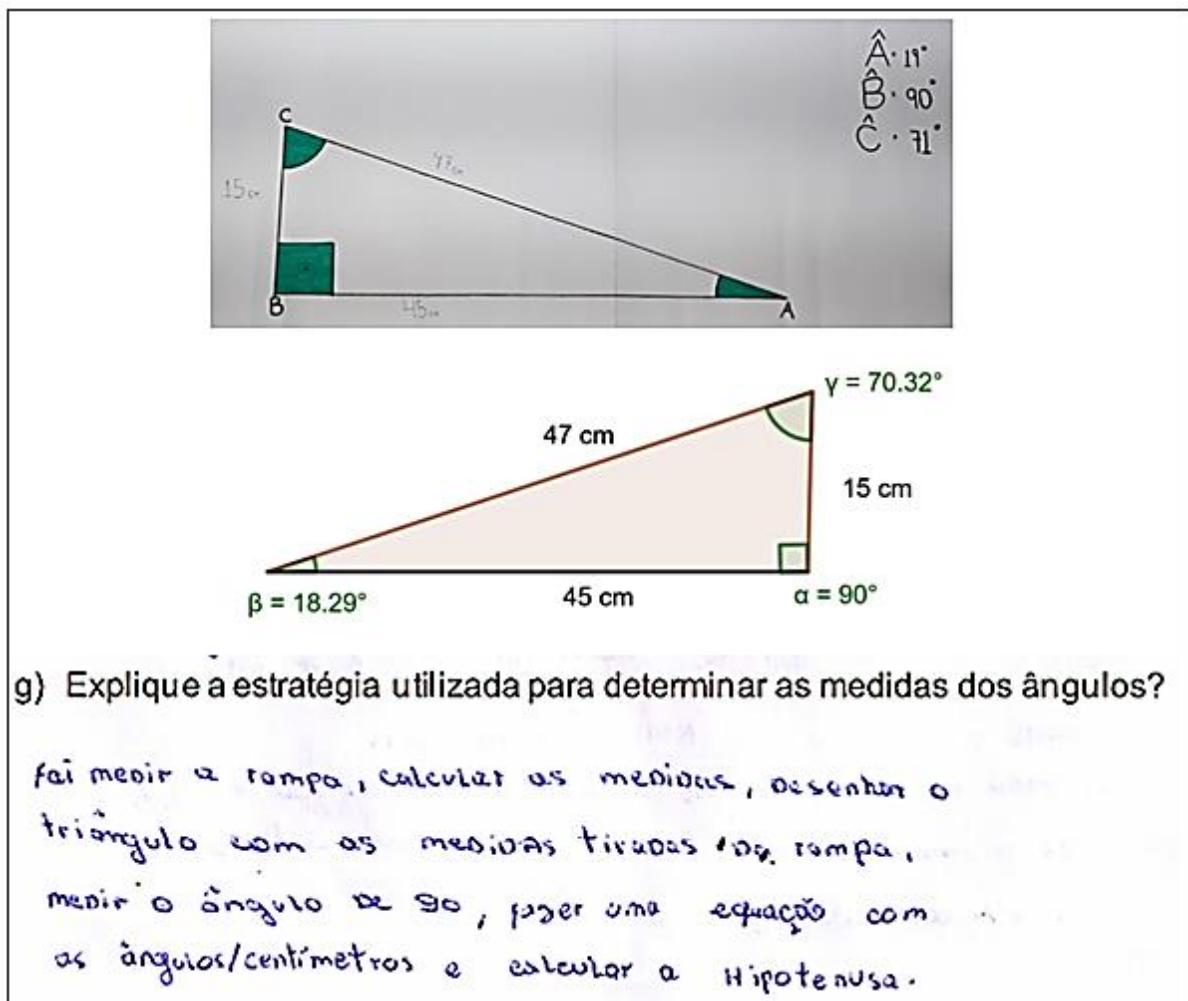 Â· 19°
B̂· 90°
Ĉ· 71°
C
47cm
15cm
B
45cm
A
γ = 70.32°
47 cm
15 cm
β = 18.29°
45 cm
α = 90°
g) Explique a estratégia utilizada para determinar as medidas dos ângulos?
foi medir a rampa, calcular as medidas, desenhar o
triângulo com as medidas tiradas da rampa,
medir o ângulo de 90, fazer uma equação com
os ângulos/centímetros e calcular a Hipotenusa.